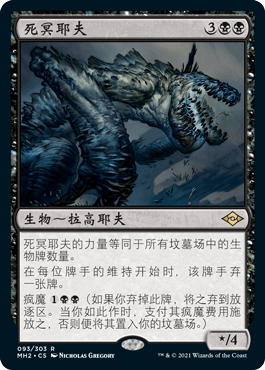 死冥耶夫 3
生物～拉高耶夫
死冥耶夫的力量等同于所有坟墓场中的生
物牌数量。
在每位牌手的维持开始时，该牌手弃
一张牌。
疯魔 1（如果你弃掉此牌，将之弃到放
逐区。当你如此作时，支付其疯魔费用施
放之，否则便将其置入你的坟墓场。）
*/4
093/303 R
MH2 • CS NICHOLAS GREGORY
™ & © 2021 Wizards of the Coast